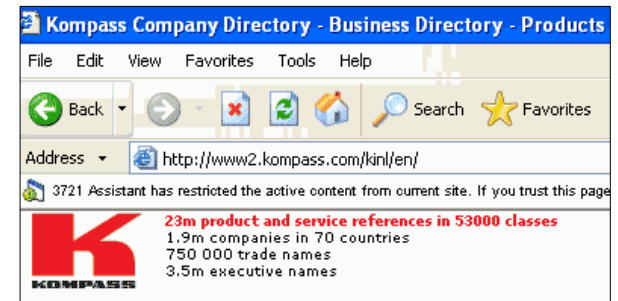 Kompass Company Directory - Business Directory - Products
File Edit View Favorites Tools Help
Back Search Favorites
Address http://www2.kompass.com/kinl/en/
3721 Assistant has restricted the active content from current site. If you trust this page
23m product and service references in 53000 classes
1.9m companies in 70 countries
750 000 trade names
3.5m executive names
KOMPASS